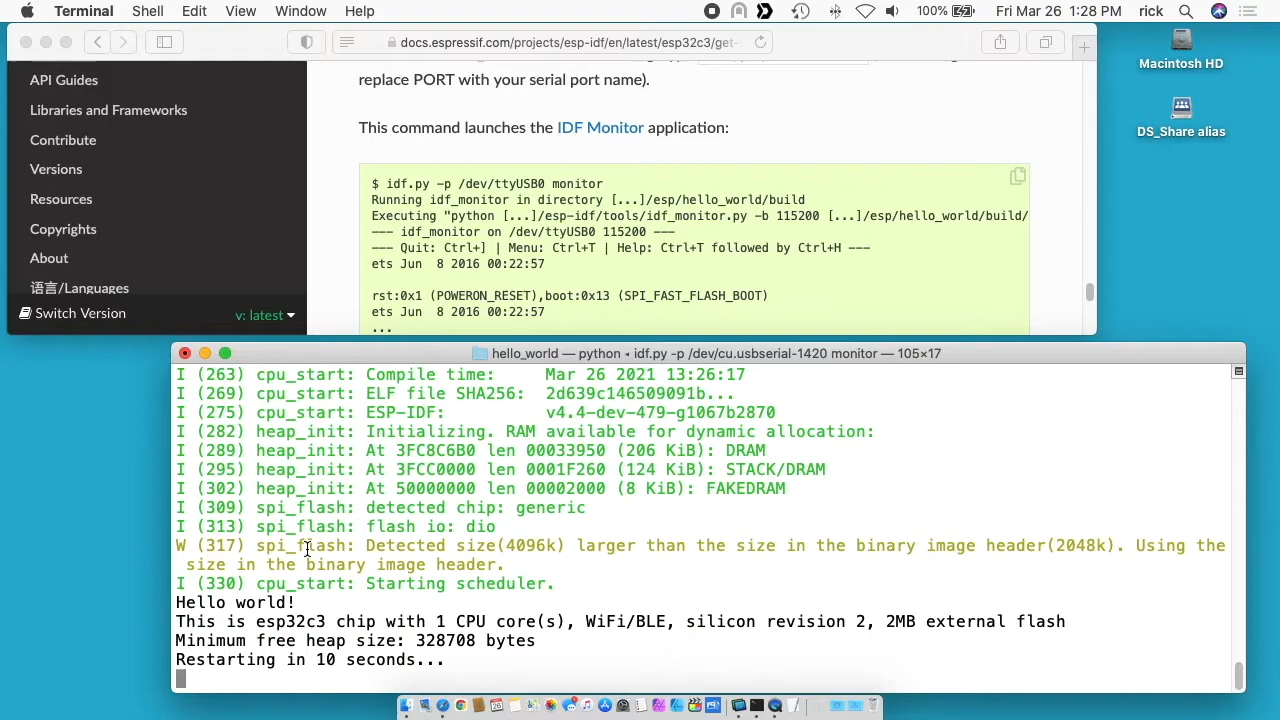 Terminal Shell Edit View Window Help 100% Fri Mar 26 1:28 PM rick
docs.espressif.com/projects/esp-idf/en/latest/esp32c3/get-
Macintosh HD
DS_Share alias
API Guides
Libraries and Frameworks
Contribute
Versions
Resources
Copyrights
About
语言/Languages
Switch Version v: latest
replace PORT with your serial port name).
This command launches the IDF Monitor application:
$ idf.py -p /dev/ttyUSB0 monitor
Running idf_monitor in directory [...]/esp/hello_world/build
Executing "python [...]/esp-idf/tools/idf_monitor.py -b 115200 [...]/esp/hello_world/build/
--- idf_monitor on /dev/ttyUSB0 115200 ---
--- Quit: Ctrl+] | Menu: Ctrl+T | Help: Ctrl+T followed by Ctrl+H ---
ets Jun  8 2016 00:22:57
rst:0x1 (POWERON_RESET),boot:0x13 (SPI_FAST_FLASH_BOOT)
ets Jun  8 2016 00:22:57
...
hello_world — python ◂ idf.py -p /dev/cu.usbserial-1420 monitor — 105×17
I (263) cpu_start: Compile time:     Mar 26 2021 13:26:17
I (269) cpu_start: ELF file SHA256:  2d639c146509091b...
I (275) cpu_start: ESP-IDF:          v4.4-dev-479-g1067b2870
I (282) heap_init: Initializing. RAM available for dynamic allocation:
I (289) heap_init: At 3FC8C6B0 len 00033950 (206 KiB): DRAM
I (295) heap_init: At 3FCC0000 len 0001F260 (124 KiB): STACK/DRAM
I (302) heap_init: At 50000000 len 00002000 (8 KiB): FAKEDRAM
I (309) spi_flash: detected chip: generic
I (313) spi_flash: flash io: dio
W (317) spi_flash: Detected size(4096k) larger than the size in the binary image header(2048k). Using the
size in the binary image header.
I (330) cpu_start: Starting scheduler.
Hello world!
This is esp32c3 chip with 1 CPU core(s), WiFi/BLE, silicon revision 2, 2MB external flash
Minimum free heap size: 328708 bytes
Restarting in 10 seconds...